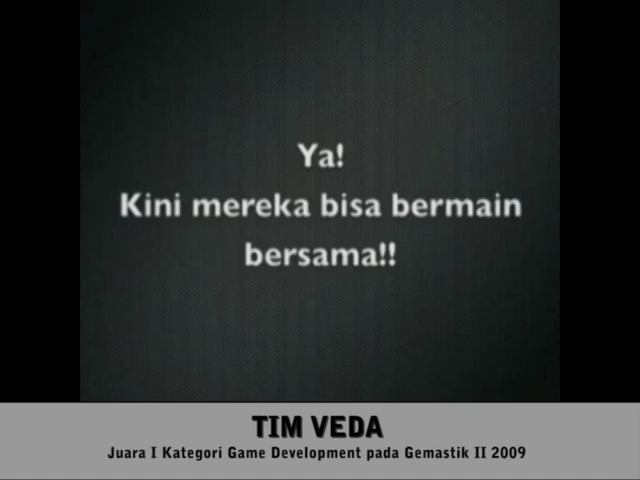 Ya!
Kini mereka bisa bermain
bersama!!
TIM VEDA
Juara I Kategori Game Development pada Gemastik II 2009